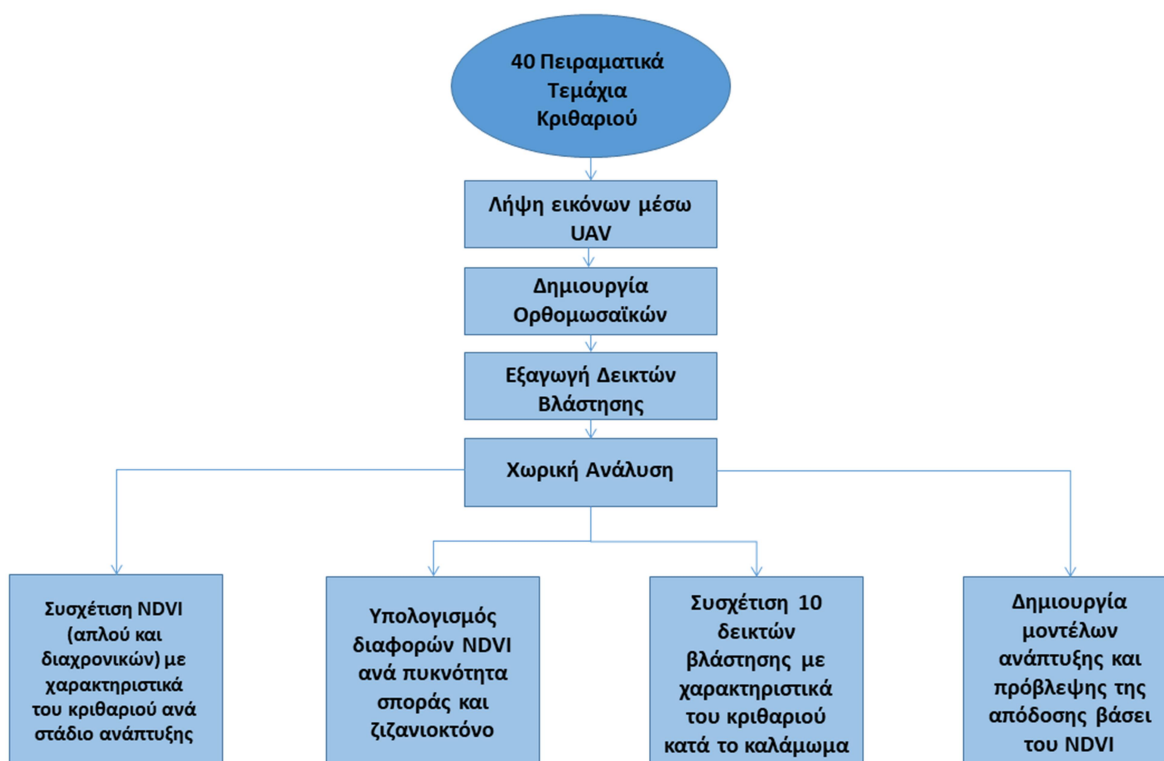 40 Πειραματικά
Τεμάχια
Κριθαριού
Λήψη εικόνων μέσω
UAV
Δημιουργία
Ορθομωσαϊκών
Εξαγωγή Δεικτών
Βλάστησης
Χωρική Ανάλυση
Συσχέτιση NDVI
(απλού και
διαχρονικών) με
χαρακτηριστικά
του κριθαριού ανά
στάδιο ανάπτυξης
Υπολογισμός
διαφορών NDVI
ανά πυκνότητα
σποράς και
ζιζανιοκτόνο
Συσχέτιση 10
δεικτών
βλάστησης με
χαρακτηριστικά
του κριθαριού
κατά το καλάμωμα
Δημιουργία
μοντέλων
ανάπτυξης και
πρόβλεψης της
απόδοσης βάσει
του NDVI